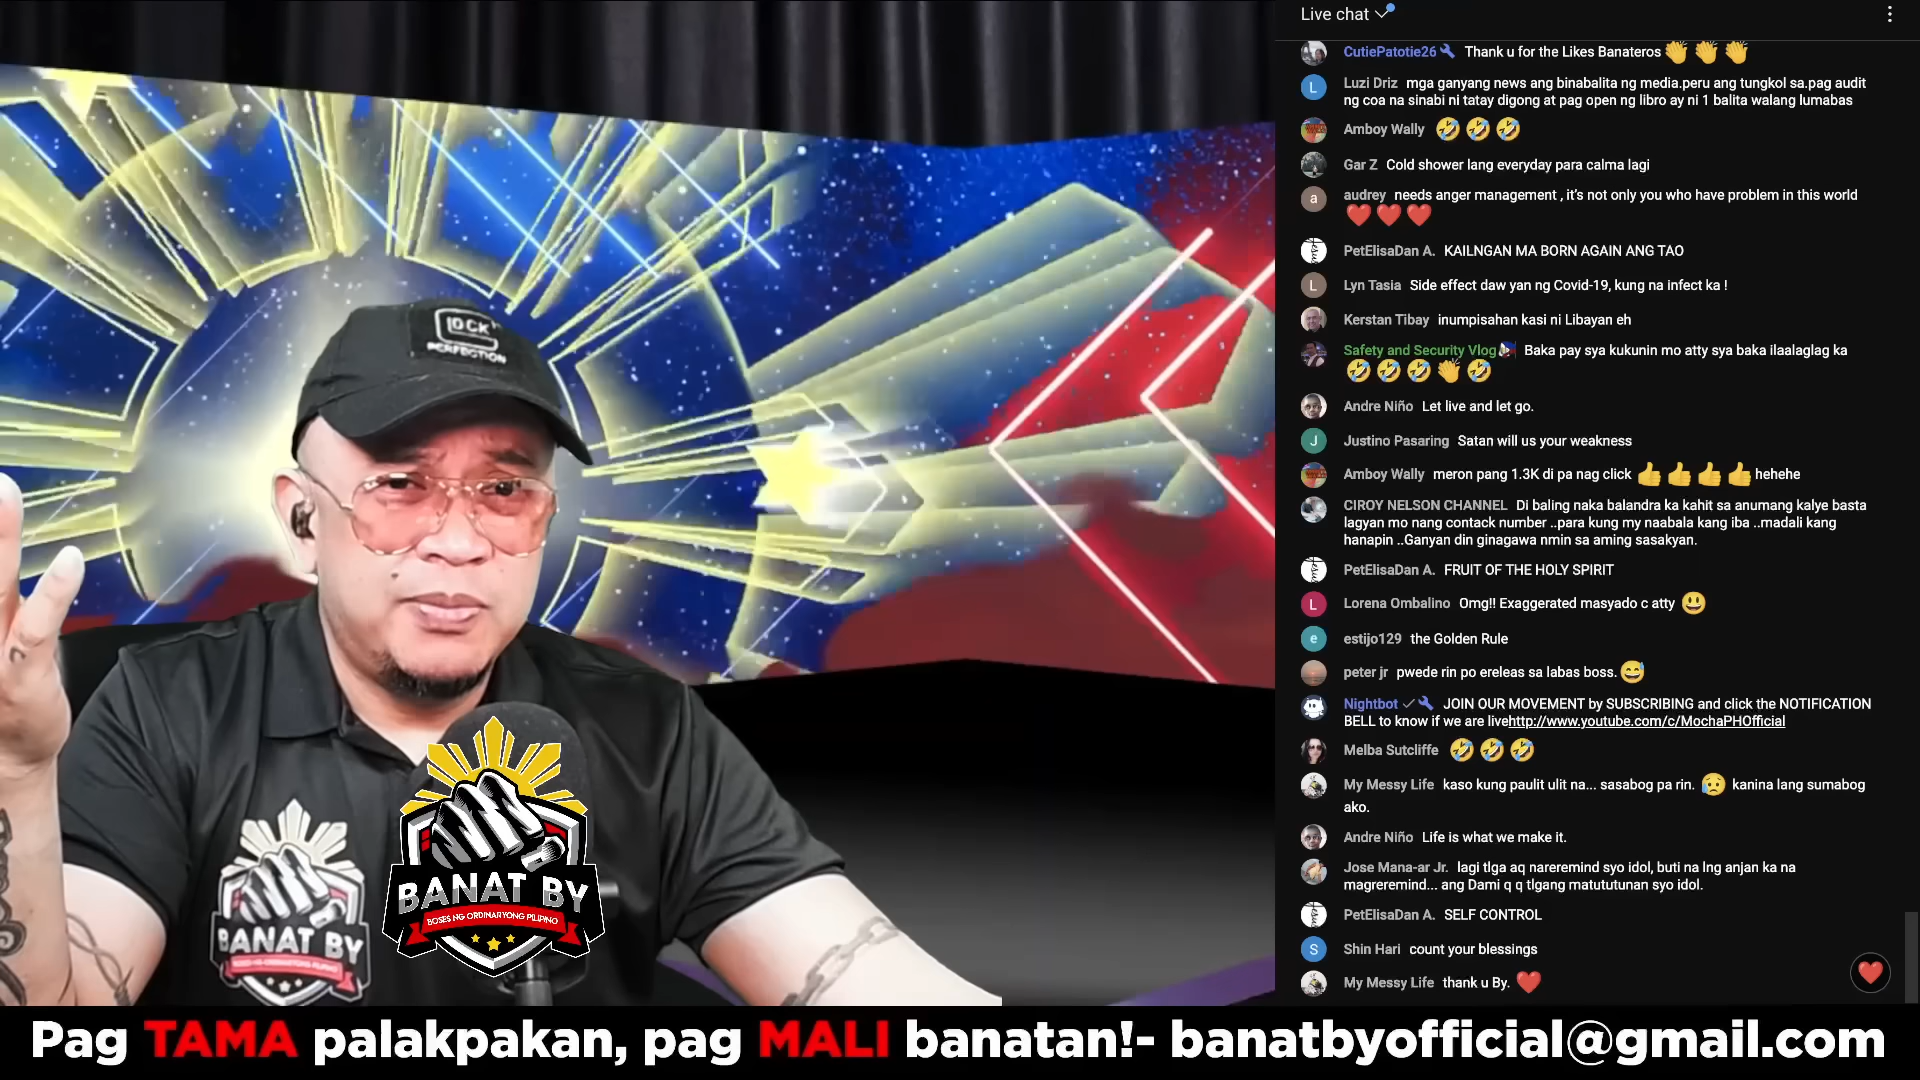 Live chat
CutiePatotie26 Thank u for the Likes Banateros 👏👏👏
L
Luzi Driz mga ganyang news ang binabalita ng media.peru ang tungkol sa.pag audit
ng coa na sinabi ni tatay digong at pag open ng libro ay ni 1 balita walang lumabas
Amboy Wally 🤣🤣🤣
Gar Z Cold shower lang everyday para calma lagi
a
audrey needs anger management , it's not only you who have problem in this world
❤️❤️❤️
PetElisaDan A. KAILNGAN MA BORN AGAIN ANG TAO
L
Lyn Tasia Side effect daw yan ng Covid-19, kung na infect ka !
Kerstan Tibay inumpisahan kasi ni Libayan eh
Safety and Security Vlog🇵🇭 Baka pay sya kukunin mo atty sya baka ilaalaglag ka
🤣🤣🤣👏🤣
Andre Niño Let live and let go.
J
Justino Pasaring Satan will us your weakness
Amboy Wally meron pang 1.3K di pa nag click 👍👍👍👍 hehehe
CIROY NELSON CHANNEL Di baling naka balandra ka kahit sa anumang kalye basta
lagyan mo nang contack number ..para kung my naabala kang iba ..madali kang
hanapin ..Ganyan din ginagawa nmin sa aming sasakyan.
PetElisaDan A. FRUIT OF THE HOLY SPIRIT
L
Lorena Ombalino Omg!! Exaggerated masyado c atty 😃
e
estijo129 the Golden Rule
peter jr pwede rin po ereleas sa labas boss. 😅
Nightbot JOIN OUR MOVEMENT by SUBSCRIBING and click the NOTIFICATION
BELL to know if we are livehttp://www.youtube.com/c/MochaPHOfficial
Melba Sutcliffe 🤣🤣🤣
My Messy Life kaso kung paulit ulit na... sasabog pa rin. 😥 kanina lang sumabog
ako.
Andre Niño Life is what we make it.
Jose Mana-ar Jr. lagi tlga aq nareremind syo idol, buti na lng anjan ka na
magreremind... ang Dami q q tlgang matututunan syo idol.
PetElisaDan A. SELF CONTROL
S
Shin Hari count your blessings
My Messy Life thank u By. ❤️
GLOCK
PERFECTION
BANAT BY
BANAT BY
BOSES NG ORDINARYONG PILIPINO
Pag TAMA palakpakan, pag MALI banatan!- banatbyofficial@gmail.com